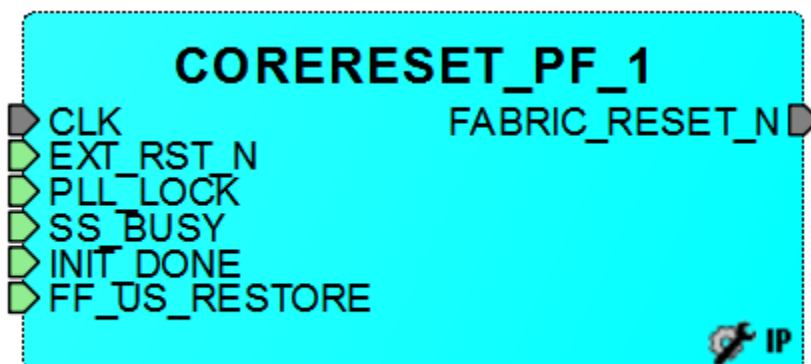 CORERESET_PF_1
CLK FABRIC_RESET_N
EXT_RST_N
PLL_LOCK
SS_BUSY
INIT_DONE
FF_US_RESTORE
IP